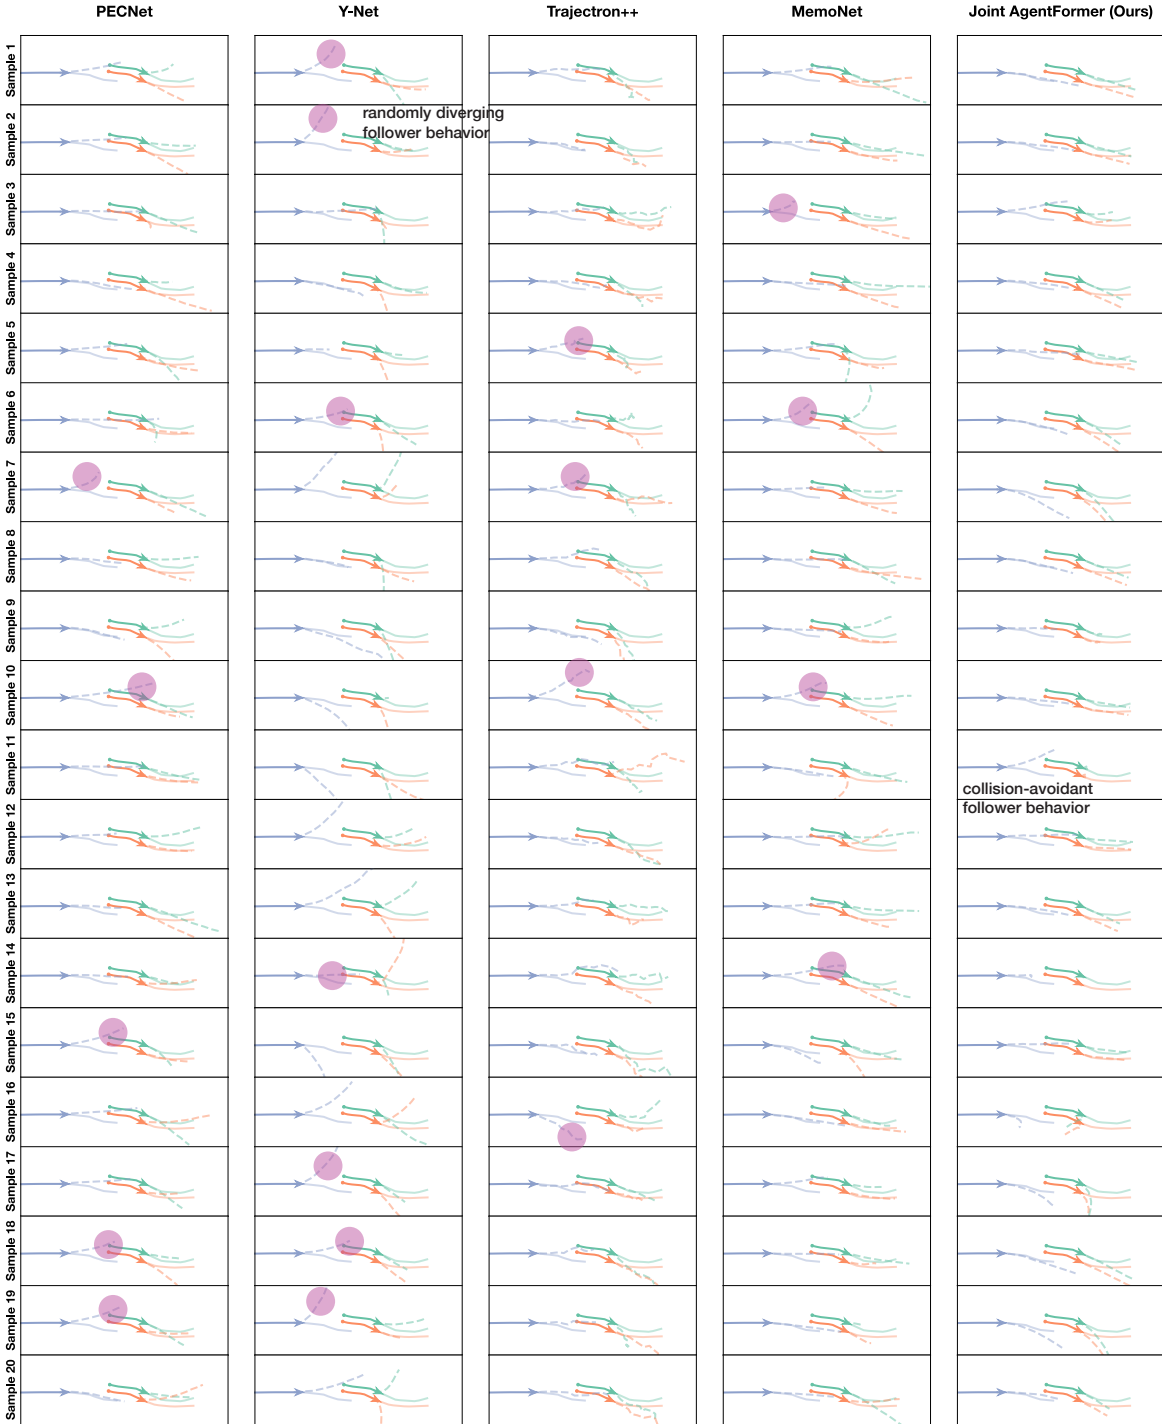 PECNet
Y-Net
Trajectron++
MemoNet
Joint AgentFormer (Ours)
Sample 1
Sample 2
randomly diverging
follower behavior
Sample 3
Sample 4
Sample 5
Sample 6
Sample 7
Sample 8
Sample 9
Sample 10
Sample 11
collision-avoidant
follower behavior
Sample 12
Sample 13
Sample 14
Sample 15
Sample 16
Sample 17
Sample 18
Sample 19
Sample 20